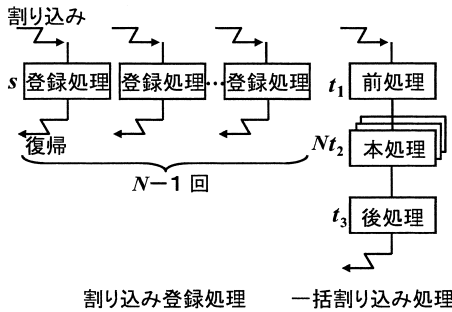 割り込み
s 登録処理 登録処理 … 登録処理
復帰
N－1 回
t1 前処理
Nt2 本処理
t3 後処理
割り込み登録処理 一括割り込み処理